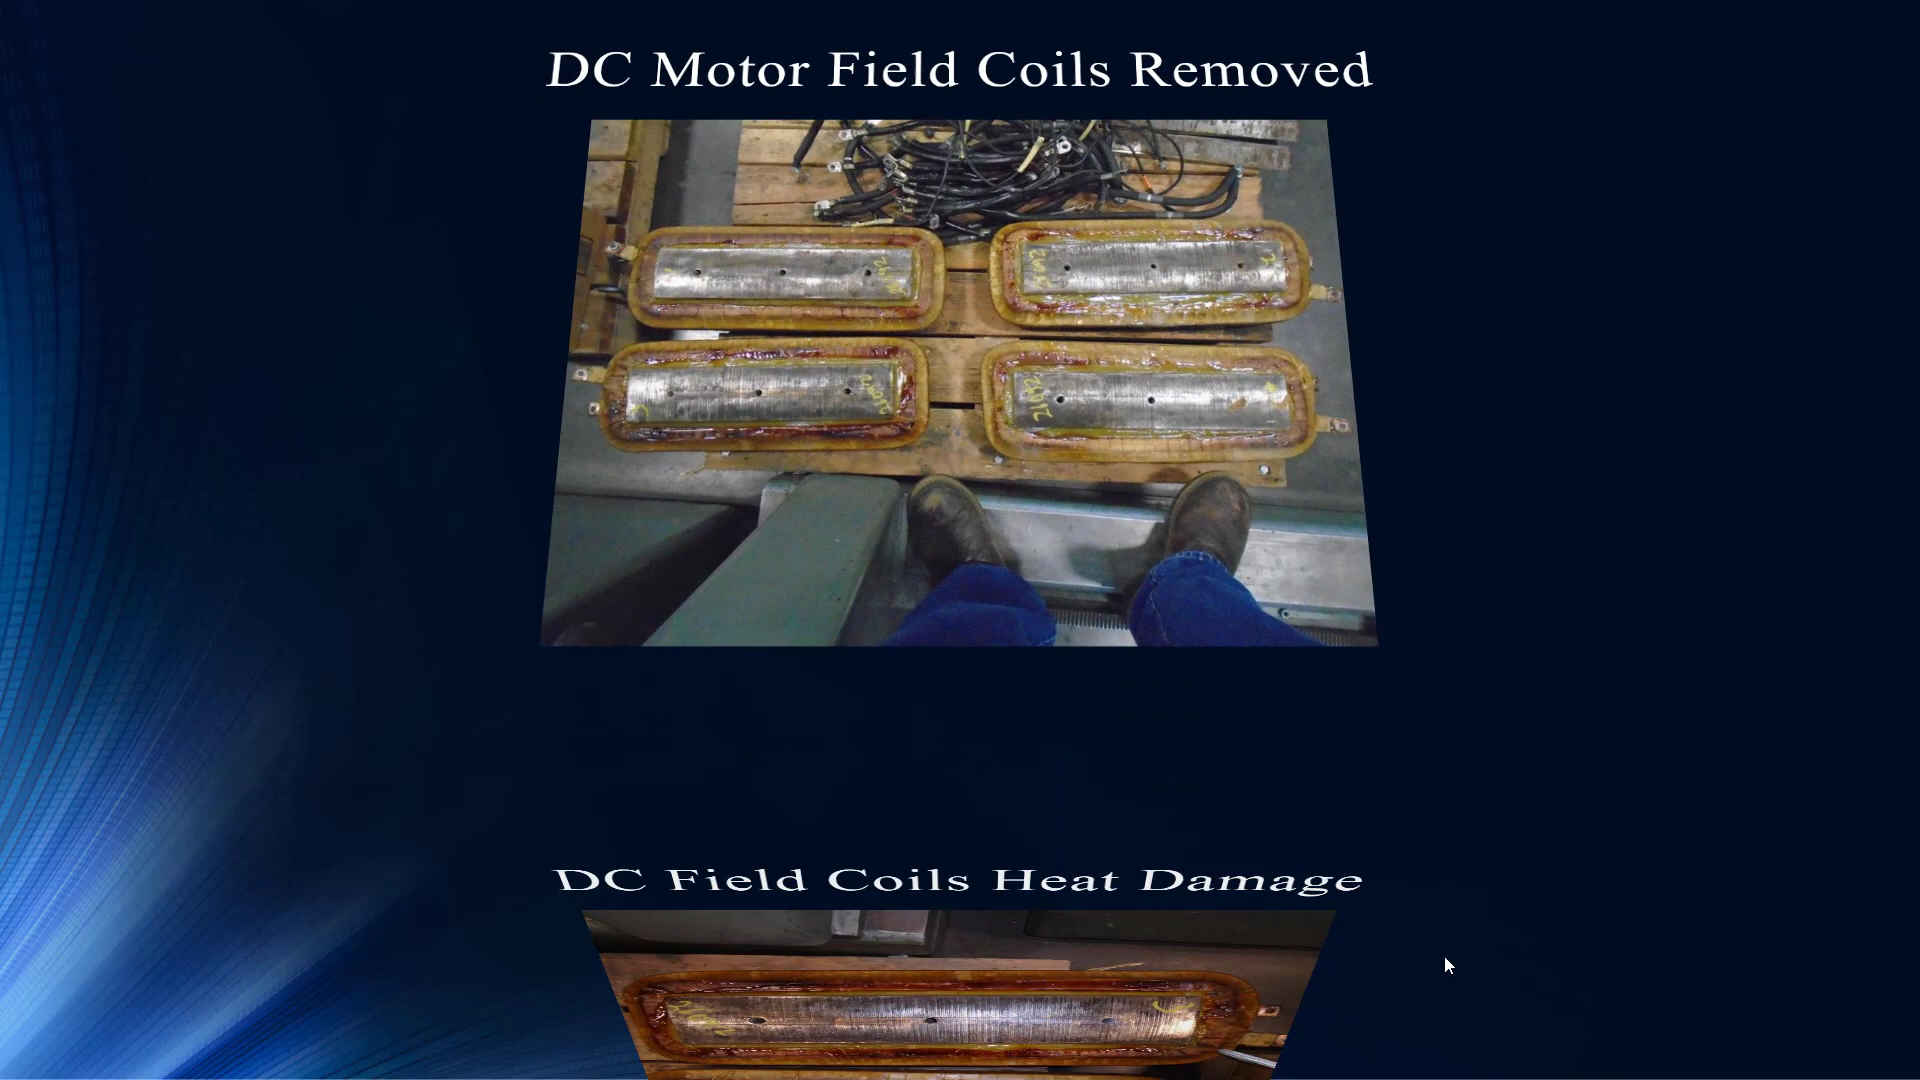 DC Motor Field Coils Removed
DC Field Coils Heat Damage